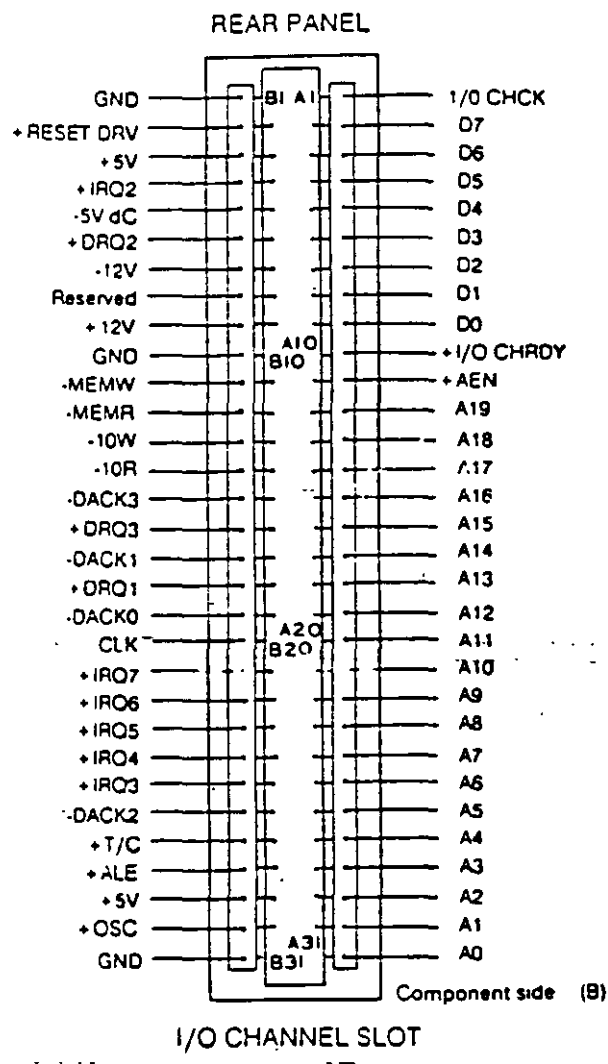 REAR PANEL
GND B1 A1 I/O CHCK
+RESET DRV D7
+5V D6
+IRQ2 D5
-5V dC D4
+DRQ2 D3
-12V D2
Reserved D1
+12V D0
A10
GND B10 +I/O CHRDY
-MEMW +AEN
-MEMR A19
-10W A18
-10R A17
-DACK3 A16
+DRQ3 A15
-DACK1 A14
+DRQ1 A13
-DACK0 A12
A20
CLK B20 A11
+IRQ7 A10
+IRQ6 A9
+IRQ5 A8
+IRQ4 A7
+IRQ3 A6
-DACK2 A5
+T/C A4
+ALE A3
+5V A2
+OSC A1
A31
GND B31 A0
Component side (B)
I/O CHANNEL SLOT